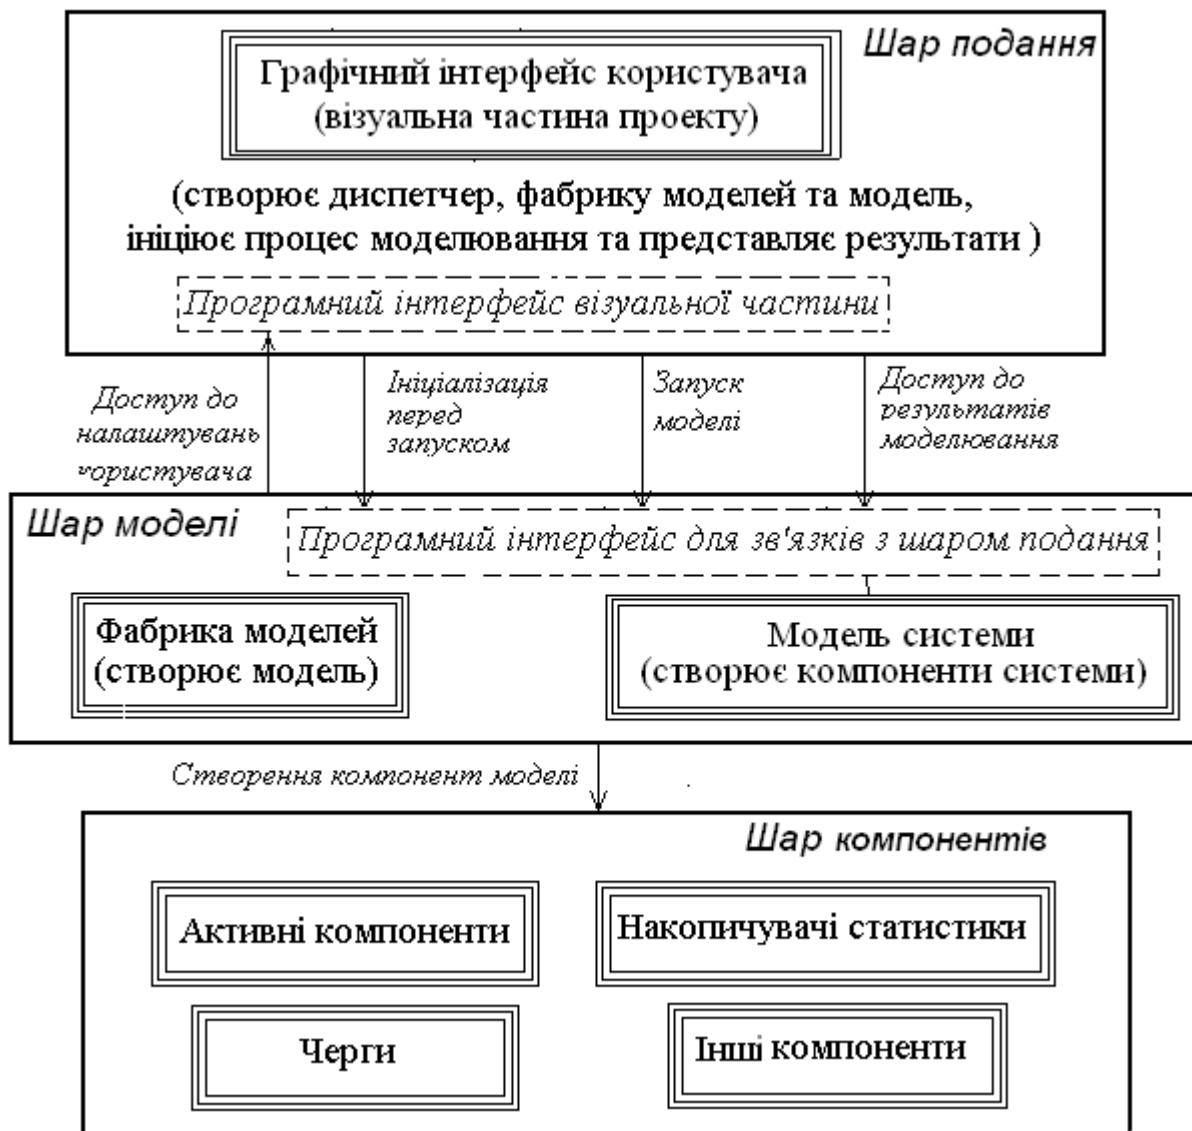 Шар подання
Графічний інтерфейс користувача
(візуальна частина проекту)
(створює диспетчер, фабрику моделей та модель,
ініціює процес моделювання та представляє результати )
Програмний інтерфейс візуальної частини
Доступ до
налаштувань
користувача
Ініціалізація
перед
запуском
Запуск
моделі
Доступ до
результатів
моделювання
Шар моделі
Програмний інтерфейс для зв'язків з шаром подання
Фабрика моделей
(створює модель)
Модель системи
(створює компоненти системи)
Створення компонент моделі
Шар компонентів
Активні компоненти
Накопичувачі статистики
Черги
Інші компоненти